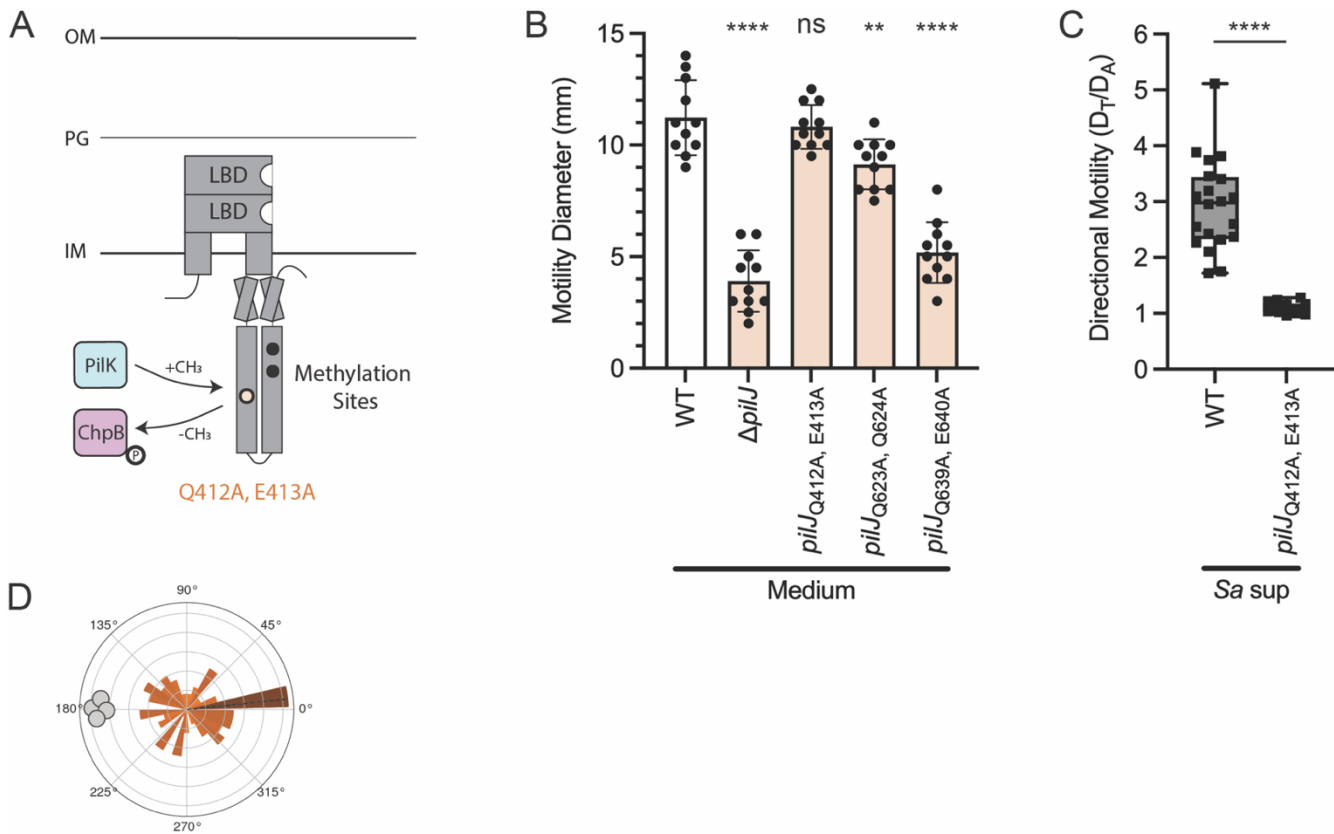 A
OM
PG
LBD
LBD
IM
PilK
+CH₃
Methylation
Sites
ChpB
-CH₃
P
Q412A, E413A
B
**** ns ** ****
Motility Diameter (mm)
15
10
5
0
WT
ΔpilJ
pilJQ412A, E413A
pilJQ623A, Q624A
pilJQ639A, E640A
Medium
C
****
Directional Motility (DT/DA)
6
5
4
3
2
1
0
WT
pilJQ412A, E413A
Sa sup
D
90°
135°
45°
180°
0°
225°
315°
270°